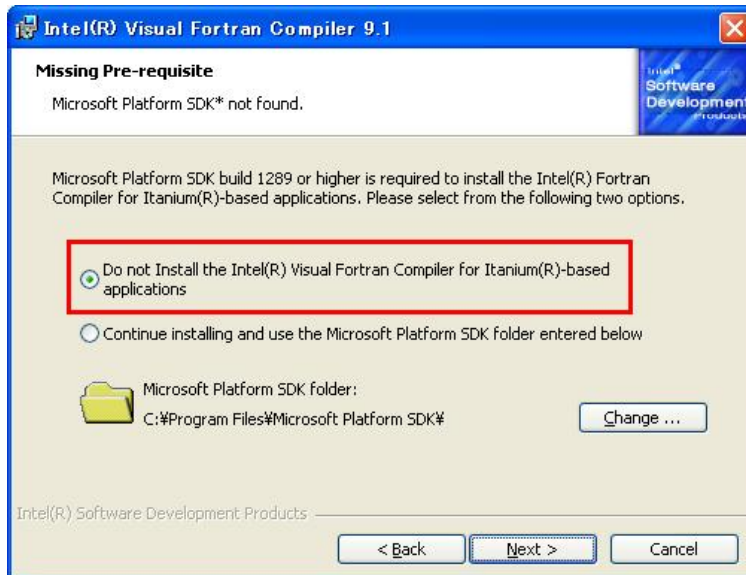 Intel(R) Visual Fortran Compiler 9.1
Missing Pre-requisite
Microsoft Platform SDK* not found.
Intel®
Software
Development
Products
Microsoft Platform SDK build 1289 or higher is required to install the Intel(R) Fortran
Compiler for Itanium(R)-based applications. Please select from the following two options.
Do not Install the Intel(R) Visual Fortran Compiler for Itanium(R)-based
applications
Continue installing and use the Microsoft Platform SDK folder entered below
Microsoft Platform SDK folder:
C:¥Program Files¥Microsoft Platform SDK¥
Change ...
Intel(R) Software Development Products
< Back
Next >
Cancel